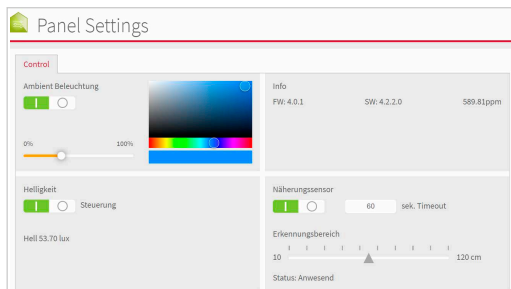 Panel Settings
Control
Ambient Beleuchtung
0% 100%
Info
FW: 4.0.1 SW: 4.2.2.0 589.81ppm
Helligkeit
Steuerung
Hell 53.70 lux
Näherungssensor
60 sek. Timeout
Erkennungsbereich
10 120 cm
Status: Anwesend